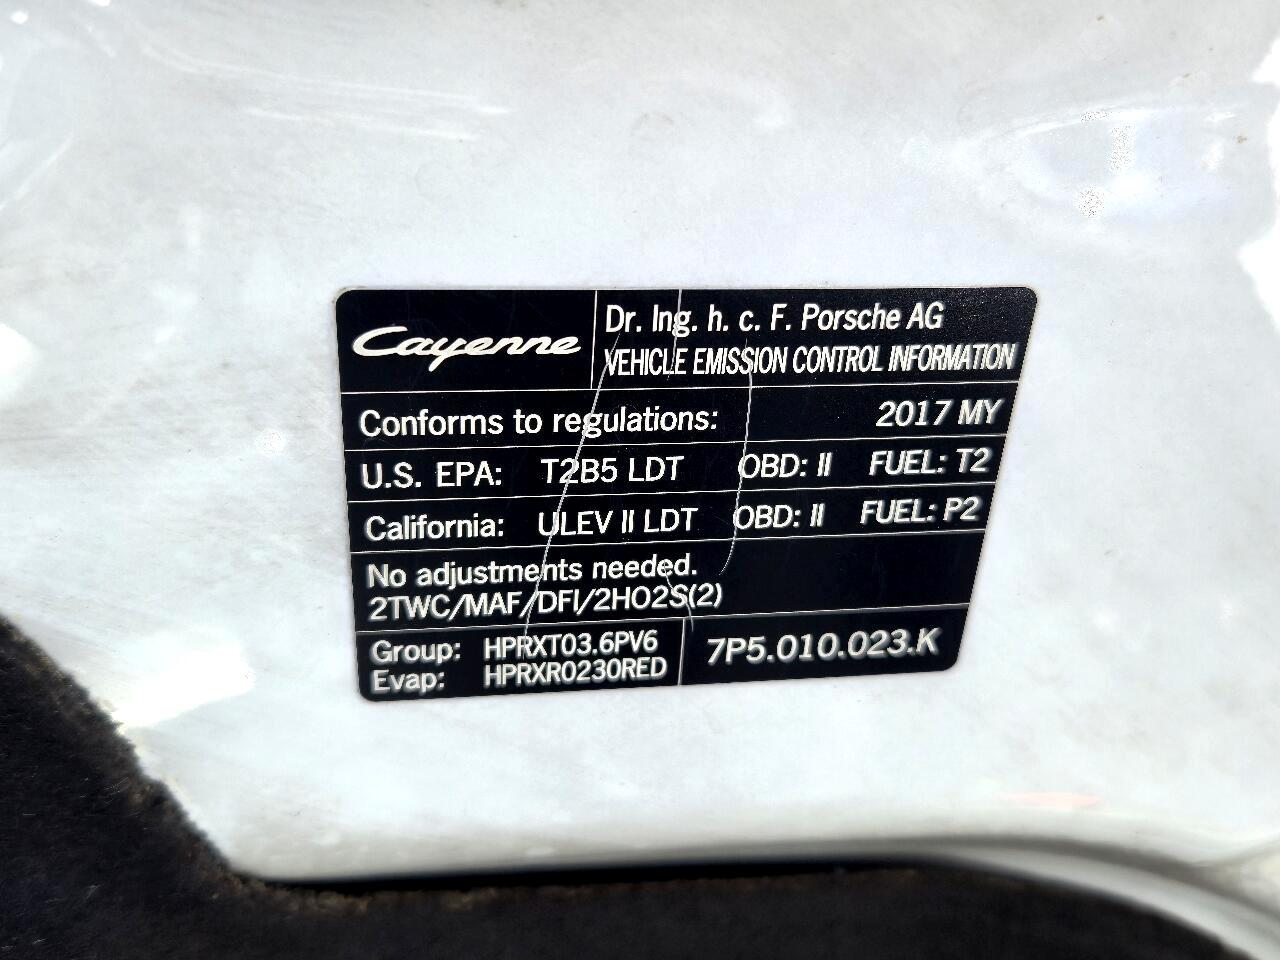 Cayenne
Dr. Ing. h. c. F. Porsche AG
VEHICLE EMISSION CONTROL INFORMATION
Conforms to regulations: 2017 MY
U.S. EPA: T2B5 LDT OBD: II FUEL: T2
California: ULEV II LDT OBD: II FUEL: P2
No adjustments needed.
2TWC/MAF/DFI/2HO2S(2)
Group: HPRXT03.6PV6
Evap: HPRXR0230RED
7P5.010.023.K